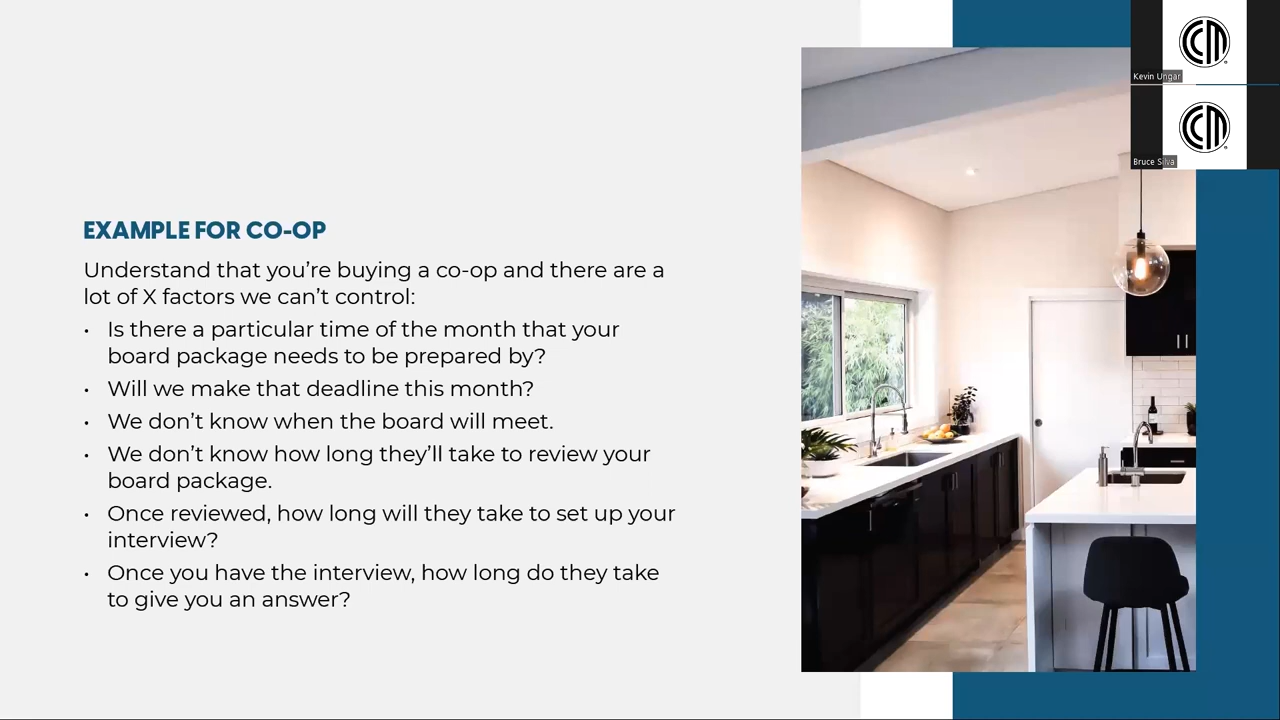 CM
Kevin Ungar
CM
Bruce Silva
EXAMPLE FOR CO-OP
Understand that you’re buying a co-op and there are a
lot of X factors we can’t control:
• Is there a particular time of the month that your
board package needs to be prepared by?
• Will we make that deadline this month?
• We don’t know when the board will meet.
• We don’t know how long they’ll take to review your
board package.
• Once reviewed, how long will they take to set up your
interview?
• Once you have the interview, how long do they take
to give you an answer?